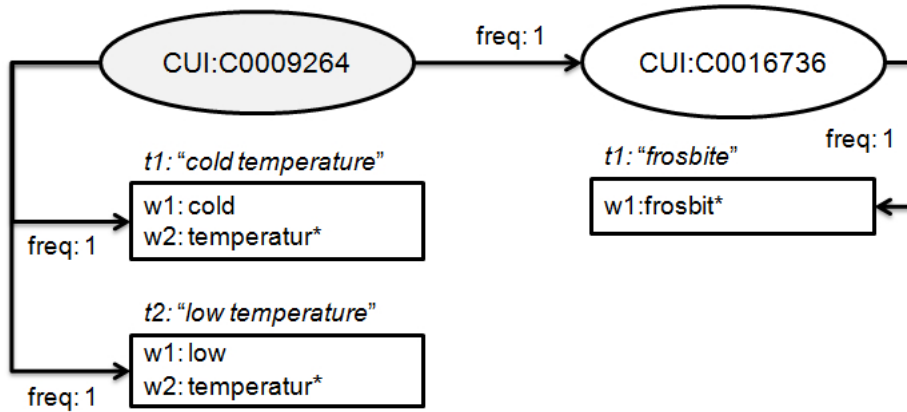 CUI:C0009264
freq: 1
CUI:C0016736
freq: 1
t1: “cold temperature”
w1: cold
w2: temperatur*
freq: 1
t1: “frosbite”
w1:frosbit*
t2: “low temperature”
w1: low
w2: temperatur*
freq: 1